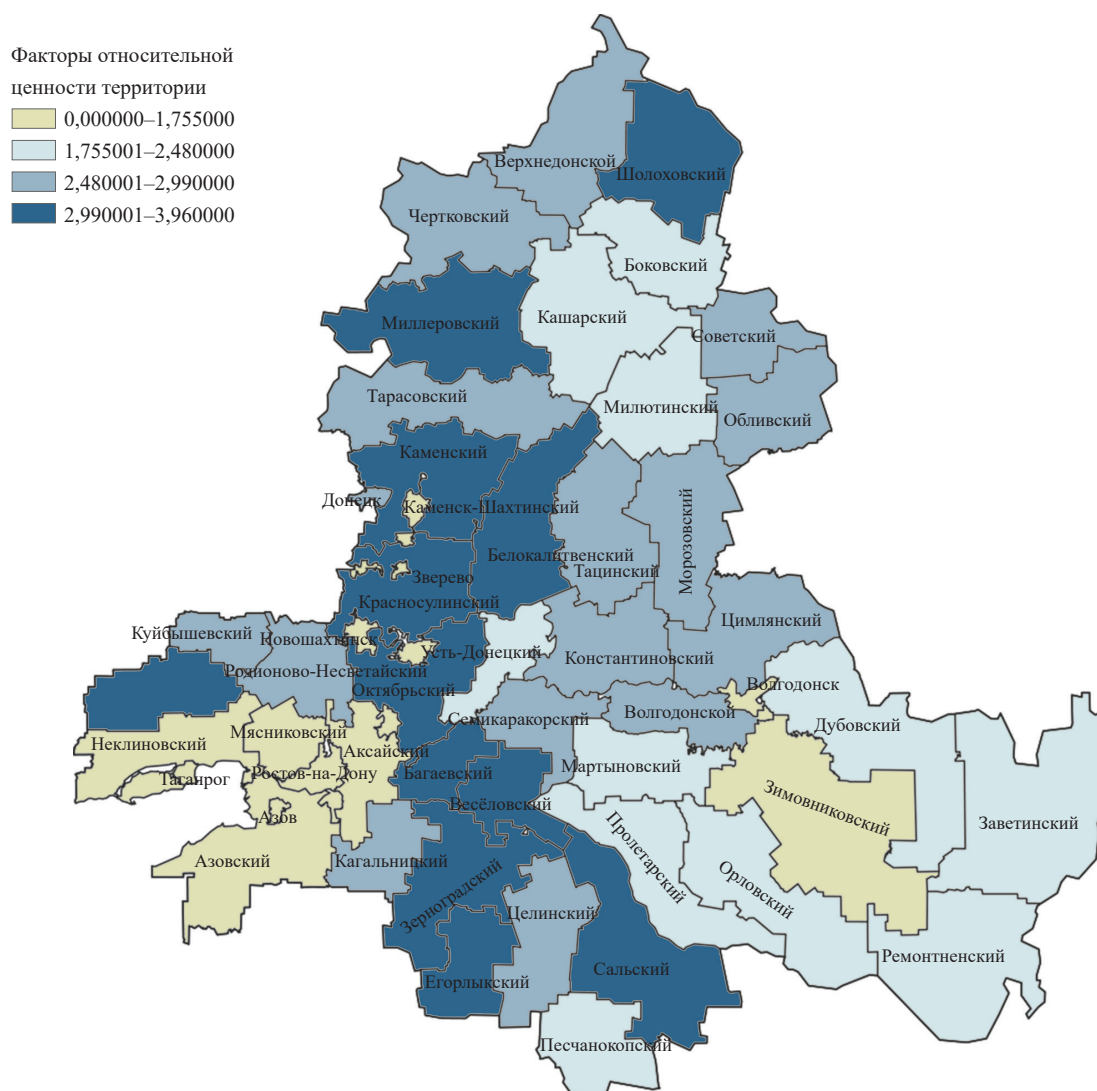 Факторы относительной
ценности территории
0,000000–1,755000
1,755001–2,480000
2,480001–2,990000
2,990001–3,960000
Верхнедонской
Шолоховский
Чертковский
Боковский
Кашарский
Миллеровский
Советский
Тарасовский
Милютинский
Обливский
Каменский
Донецк
Каменск-Шахтинский
Морозовский
Белокалитвенский
Тацинский
Зверево
Красносулинский
Цимлянский
Куйбышевский
Новошахтинск
Усть-Донецкий
Константиновский
Родионово-Несветайский
Октябрьский
Волгодонск
Семикаракорский
Волгодонской
Дубовский
Мясниковский
Неклиновский
Аксайский
Мартыновский
Таганрог
Ростов-на-Дону
Багаевский
Весёловский
Зимовниковский
Азов
Заветинский
Пролетарский
Азовский
Кагальницкий
Орловский
Зерноградский
Целинский
Ремонтненский
Егорлыкский
Сальский
Песчанокопский